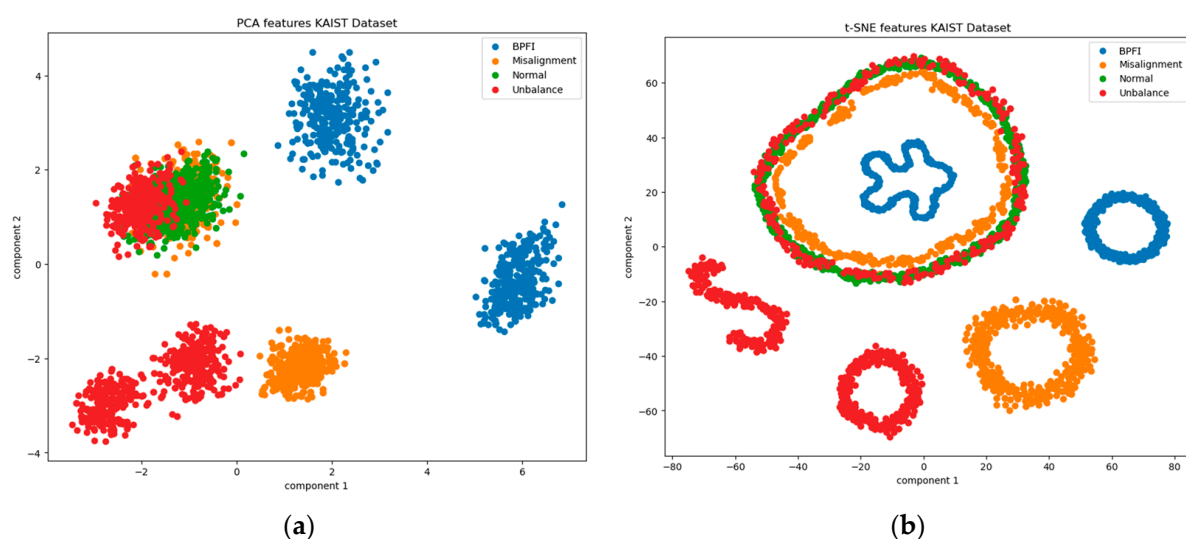 PCA features KAIST Dataset
BPFI
Misalignment
Normal
Unbalance
4
2
0
−2
−4
component 2
−2
0
2
4
6
component 1
(a)
t-SNE features KAIST Dataset
BPFI
Misalignment
Normal
Unbalance
60
40
20
0
−20
−40
−60
component 2
−80
−60
−40
−20
0
20
40
60
80
component 1
(b)